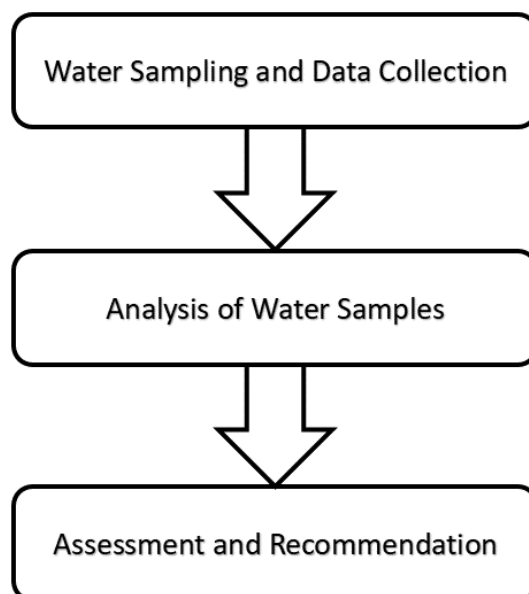 Water Sampling and Data Collection
Analysis of Water Samples
Assessment and Recommendation